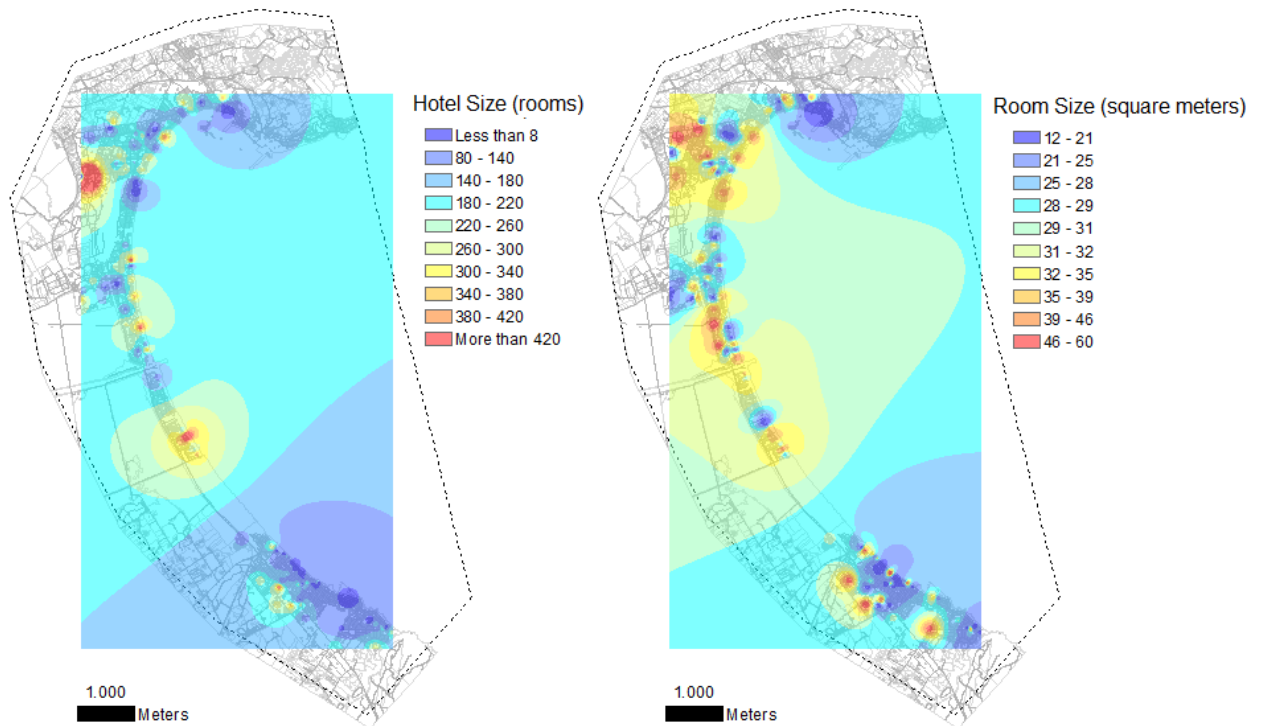 Hotel Size (rooms)
Less than 8
80 - 140
140 - 180
180 - 220
220 - 260
260 - 300
300 - 340
340 - 380
380 - 420
More than 420
1.000
Meters
Room Size (square meters)
12 - 21
21 - 25
25 - 28
28 - 29
29 - 31
31 - 32
32 - 35
35 - 39
39 - 46
46 - 60
1.000
Meters